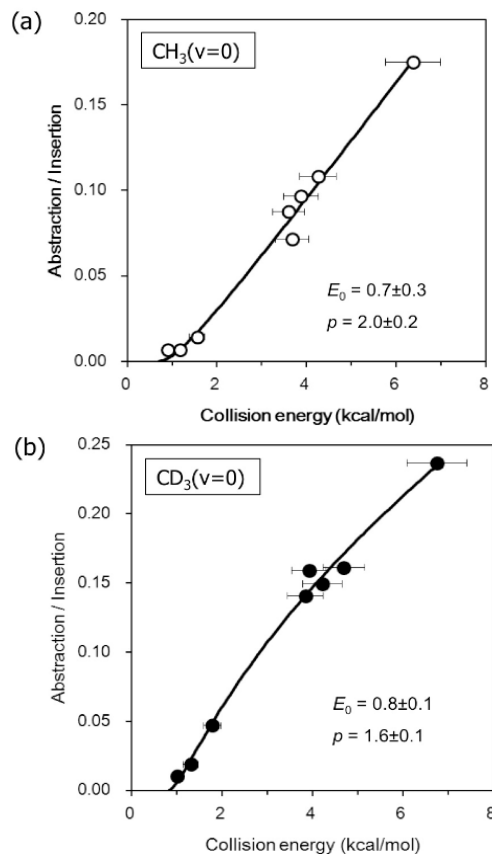 (a)
CH₃(v=0)
Abstraction / Insertion
0.20
0.15
0.10
0.05
0.00
E₀ = 0.7±0.3
p = 2.0±0.2
0 2 4 6 8
Collision energy (kcal/mol)
(b)
CD₃(v=0)
Abstraction / Insertion
0.25
0.20
0.15
0.10
0.05
0.00
E₀ = 0.8±0.1
p = 1.6±0.1
0 2 4 6 8
Collision energy (kcal/mol)